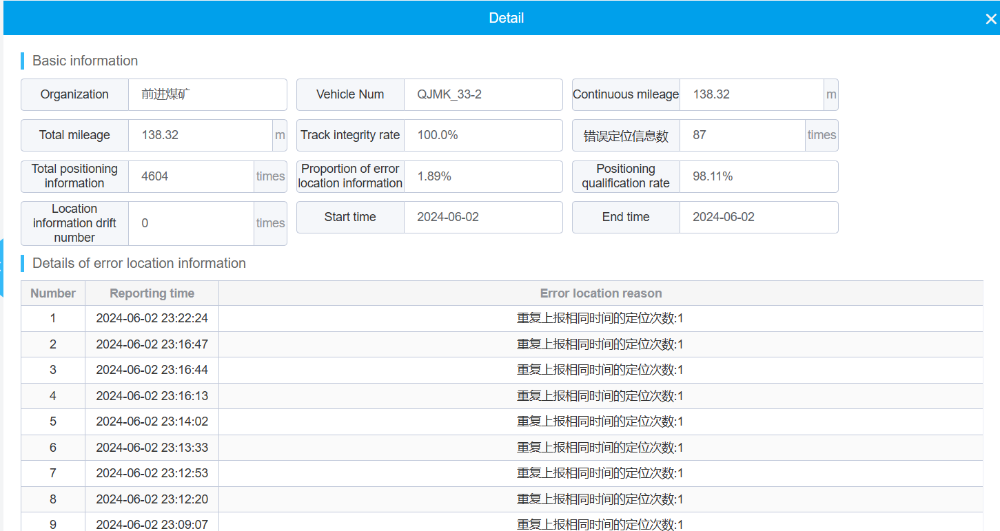 Detail
Basic information
Organization 前进煤矿 Vehicle Num QJMK_33-2 Continuous mileage 138.32 m
Total mileage 138.32 m Track integrity rate 100.0% 错误定位信息数 87 times
Total positioning information 4604 times Proportion of error location information 1.89% Positioning qualification rate 98.11%
Location information drift number 0 times Start time 2024-06-02 End time 2024-06-02
Details of error location information
Number Reporting time Error location reason
1 2024-06-02 23:22:24 重复上报相同时间的定位次数:1
2 2024-06-02 23:16:47 重复上报相同时间的定位次数:1
3 2024-06-02 23:16:44 重复上报相同时间的定位次数:1
4 2024-06-02 23:16:13 重复上报相同时间的定位次数:1
5 2024-06-02 23:14:02 重复上报相同时间的定位次数:1
6 2024-06-02 23:13:33 重复上报相同时间的定位次数:1
7 2024-06-02 23:12:53 重复上报相同时间的定位次数:1
8 2024-06-02 23:12:20 重复上报相同时间的定位次数:1
9 2024-06-02 23:09:07 重复上报相同时间的定位次数:1